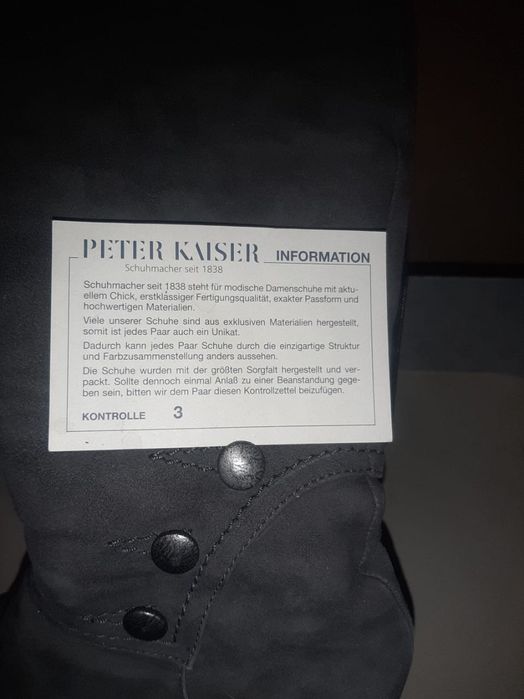 PETER KAISER INFORMATION
Schuhmacher seit 1838
Schuhmacher seit 1838 steht für modische Damenschuhe mit aktu-
ellem Chick, erstklässiger Fertigungsqualität, exakter Passform und
hochwertigen Materialien.
Viele unserer Schuhe sind aus exklusiven Materialien hergestellt,
somit ist jedes Paar auch ein Unikat.
Dadurch kann jedes Paar Schuhe durch die einzigartige Struktur
und Farbzusammenstellung anders aussehen.
Die Schuhe wurden mit der größten Sorgfalt hergestellt und ver-
packt. Sollte dennoch einmal Anlaß zu einer Beanstandung gege-
ben sein, bitten wir dem Paar diesen Kontrollzettel beizufügen.
KONTROLLE 3